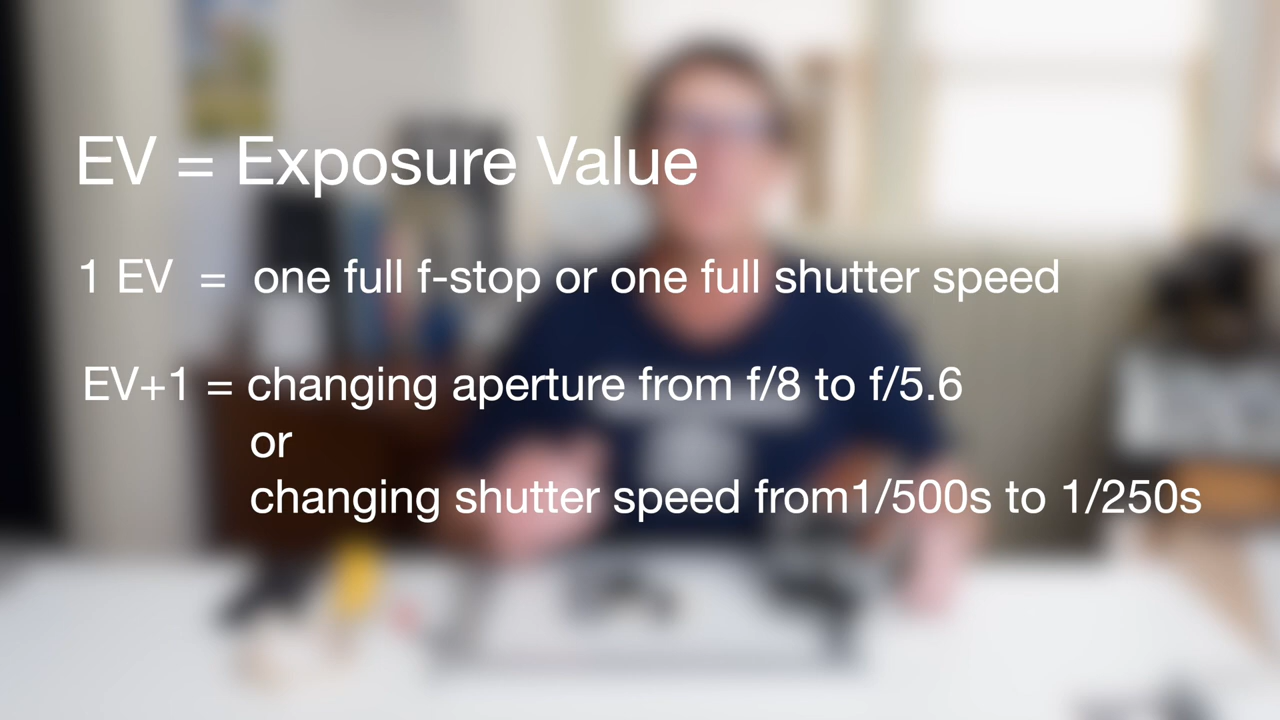 EV = Exposure Value
1 EV = one full f-stop or one full shutter speed
EV+1 = changing aperture from f/8 to f/5.6
or
changing shutter speed from1/500s to 1/250s